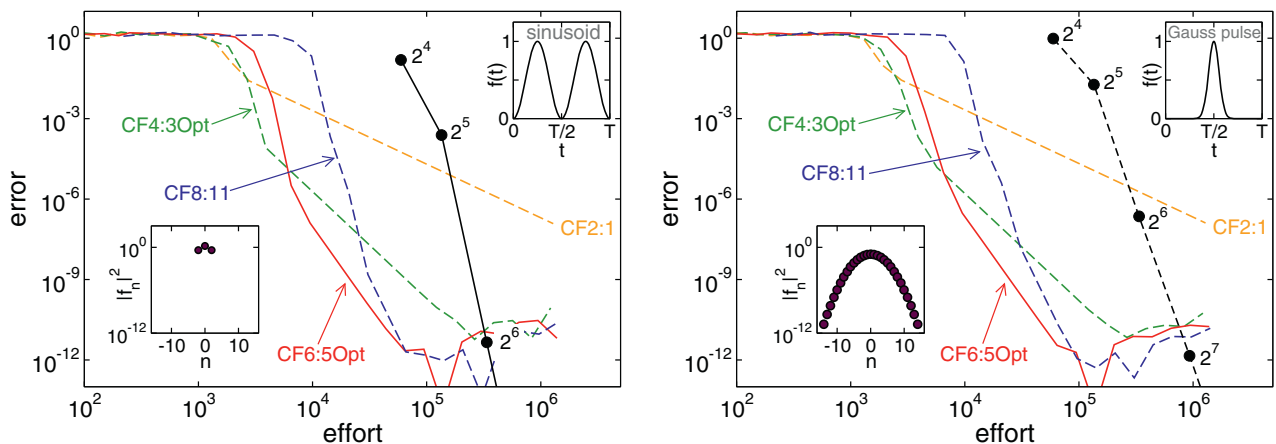 10^0
10^-3
10^-6
10^-9
10^-12
error
10^2
10^3
10^4
10^5
10^6
effort
CF4:3Opt
CF8:11
CF2:1
CF6:5Opt
2^4
2^5
2^6
sinusoid
f(t)
1
0
0
T/2
T
t
|f_n|^2
10^0
10^-12
-10
0
10
n
10^0
10^-3
10^-6
10^-9
10^-12
error
10^2
10^3
10^4
10^5
10^6
effort
CF4:3Opt
CF8:11
CF2:1
CF6:5Opt
2^4
2^5
2^6
2^7
Gauss pulse
f(t)
1
0
0
T/2
T
t
|f_n|^2
10^0
10^-12
-10
0
10
n